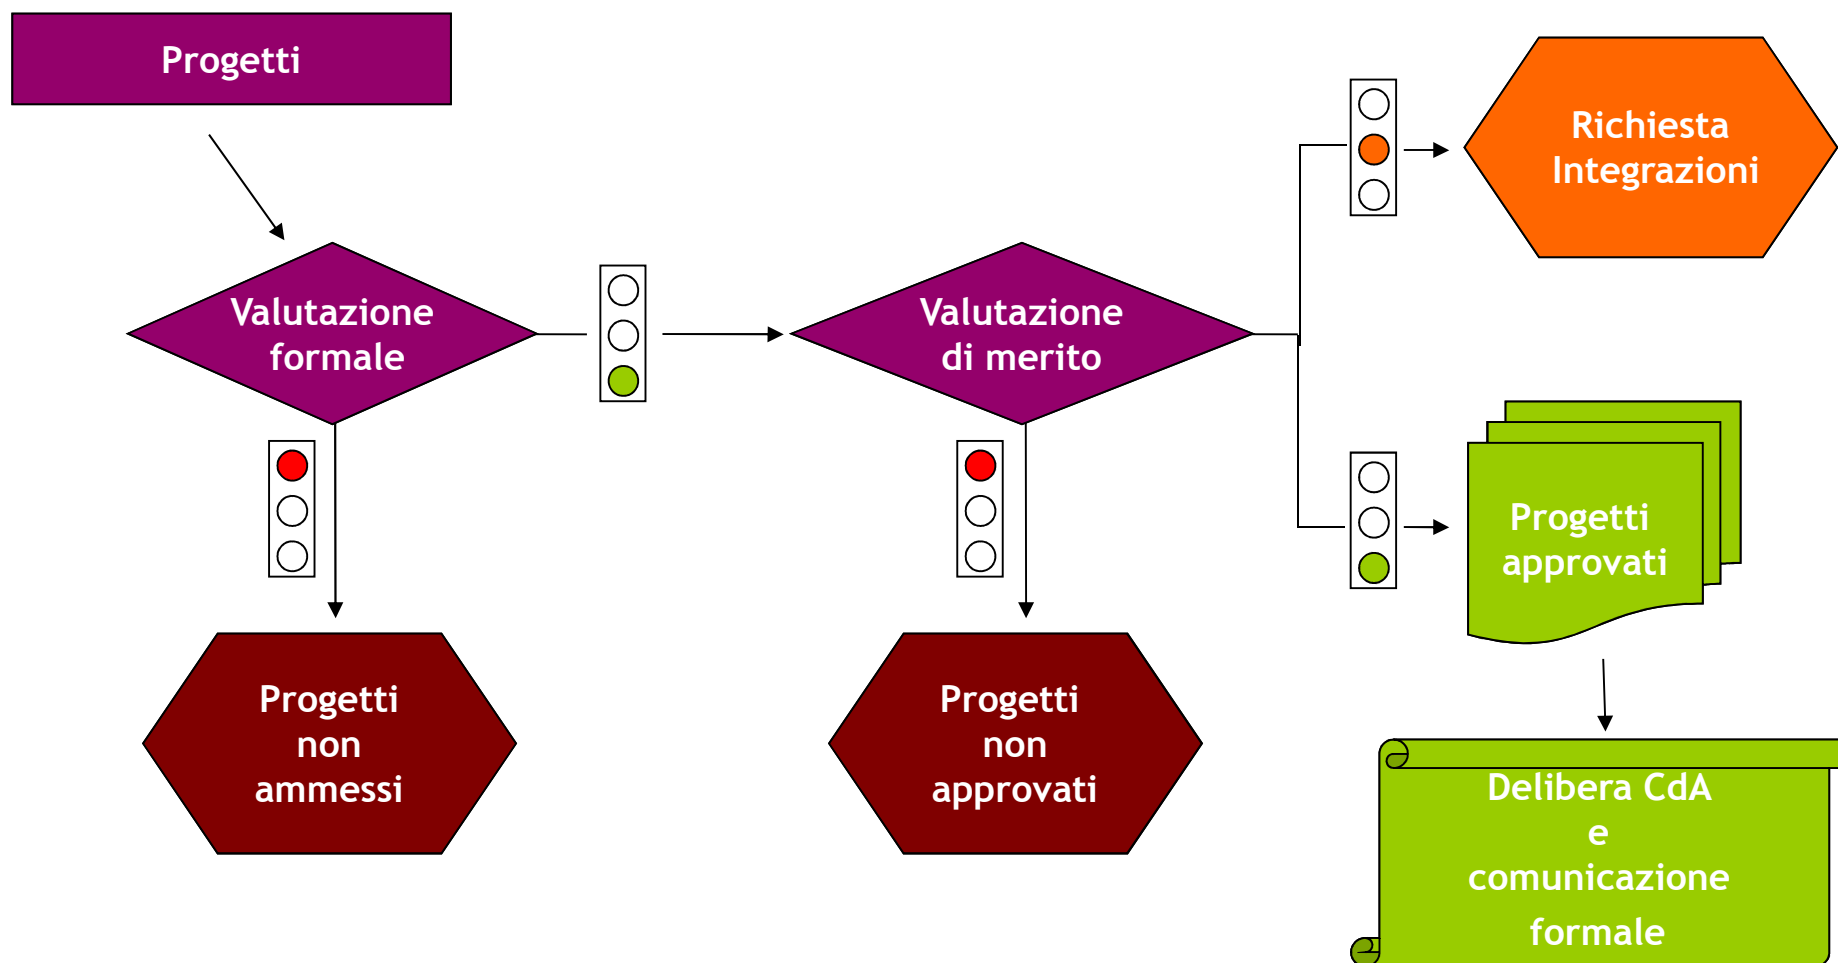 Progetti
Richiesta
Integrazioni
Valutazione
formale
Valutazione
di merito
Progetti
approvati
Progetti
non
ammessi
Progetti
non
approvati
Delibera CdA
e
comunicazione
formale